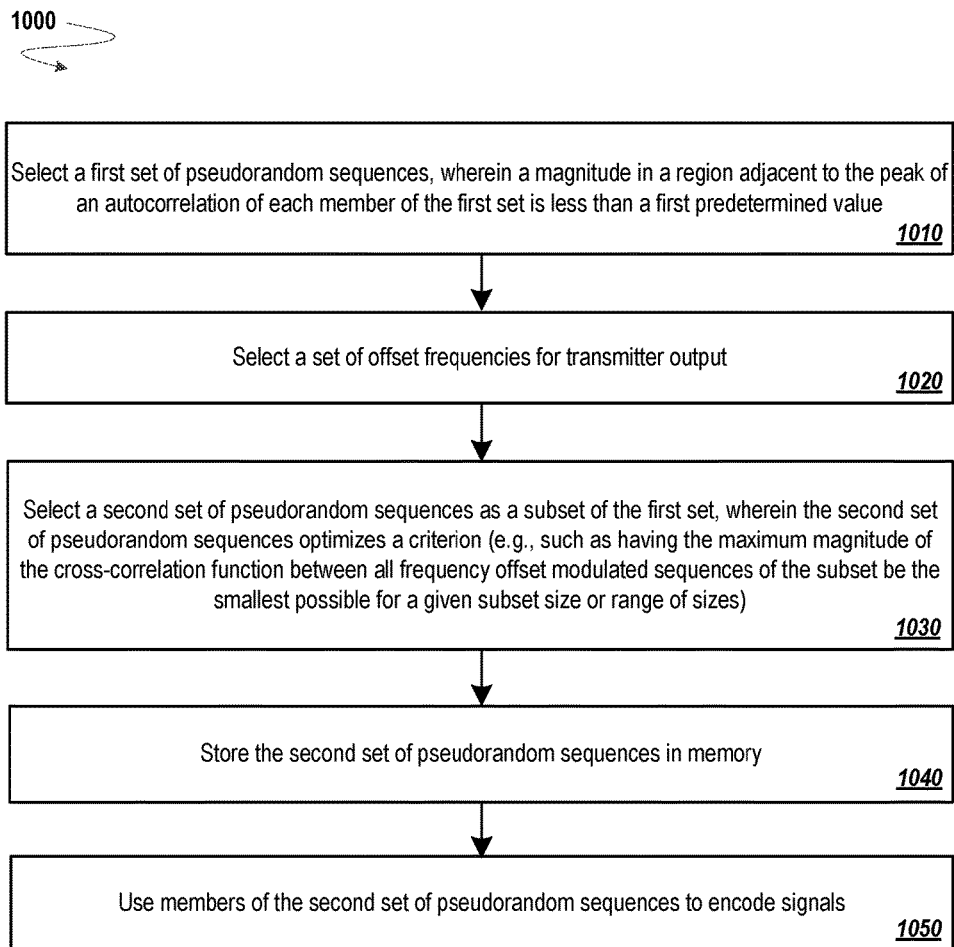 1000
Select a first set of pseudorandom sequences, wherein a magnitude in a region adjacent to the peak of
an autocorrelation of each member of the first set is less than a first predetermined value
1010
Select a set of offset frequencies for transmitter output
1020
Select a second set of pseudorandom sequences as a subset of the first set, wherein the second set
of pseudorandom sequences optimizes a criterion (e.g., such as having the maximum magnitude of
the cross-correlation function between all frequency offset modulated sequences of the subset be the
smallest possible for a given subset size or range of sizes)
1030
Store the second set of pseudorandom sequences in memory
1040
Use members of the second set of pseudorandom sequences to encode signals
1050